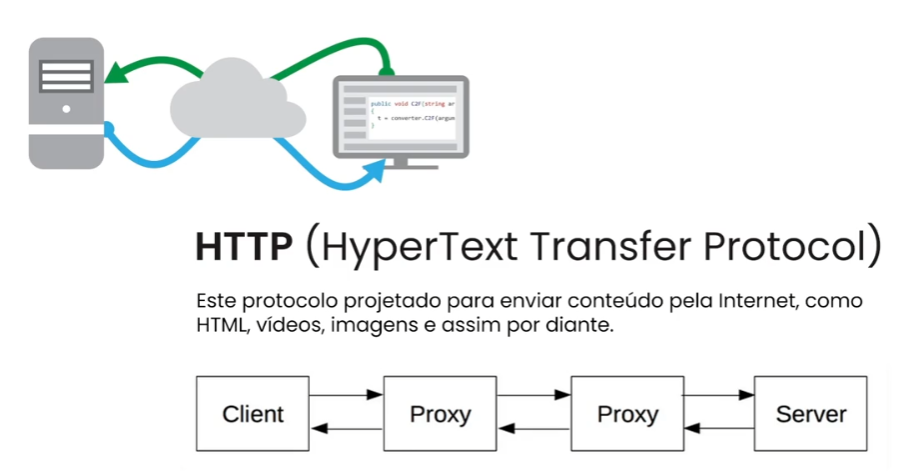 public void C2F(string ar
{
t = converter.C2F(argum
}
HTTP (HyperText Transfer Protocol)
Este protocolo projetado para enviar conteúdo pela Internet, como
HTML, vídeos, imagens e assim por diante.
Client
Proxy
Proxy
Server